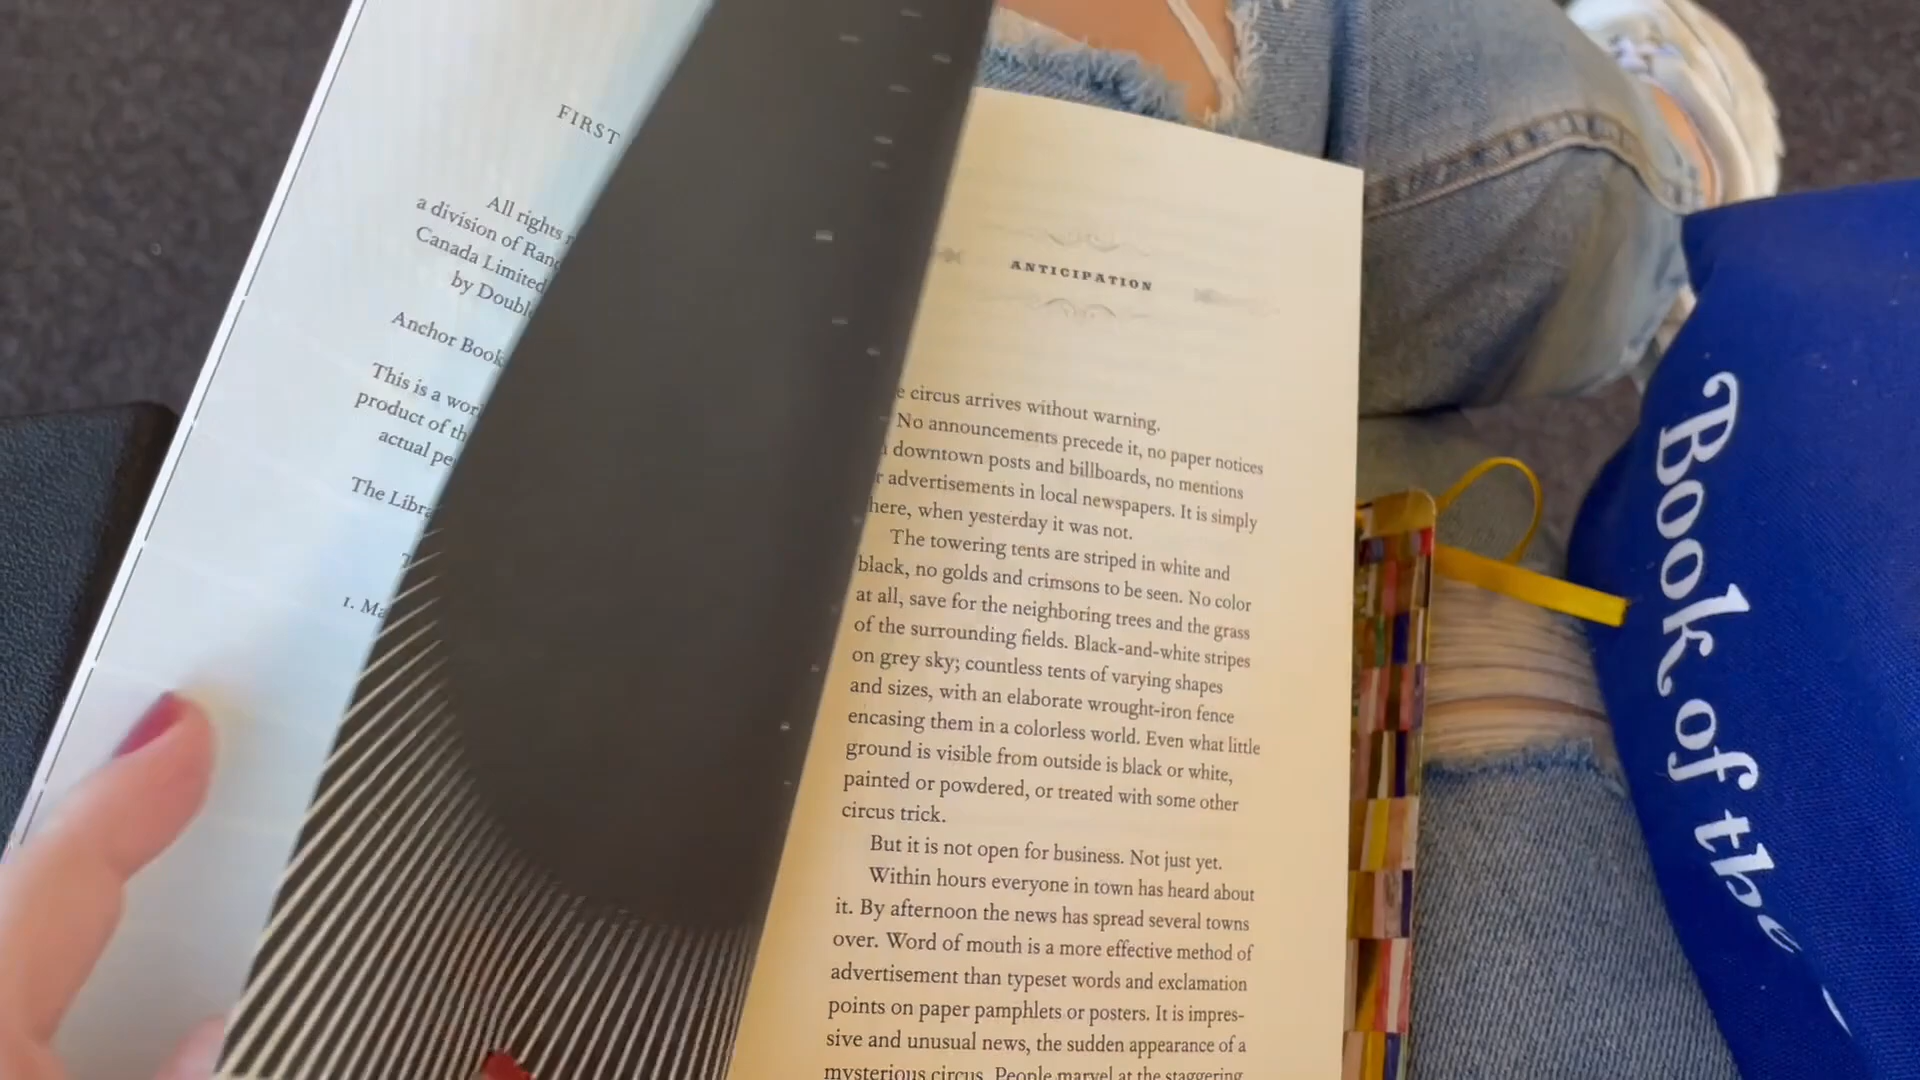 FIRST
All rights
a division of
Canada Limited
by
Anchor
This is a
product of th
actual
The
1.
ANTICIPATION
e circus arrives without warning.
No announcements precede it, no paper notices
downtown posts and billboards, no mentions
r advertisements in local newspapers. It is simply
here, when yesterday it was not.
The towering tents are striped in white and
black, no golds and crimsons to be seen. No color
at all, save for the neighboring trees and the grass
of the surrounding fields. Black-and-white stripes
on grey sky; countless tents of varying shapes
and sizes, with an elaborate wrought-iron fence
encasing them in a colorless world. Even what little
ground is visible from outside is black or white,
painted or powdered, or treated with some other
circus trick.
But it is not open for business. Not just yet.
Within hours everyone in town has heard about
it. By afternoon the news has spread several towns
over. Word of mouth is a more effective method of
advertisement than typeset words and exclamation
points on paper pamphlets or posters. It is impres-
sive and unusual news, the sudden appearance of a
mysterious circus. People marvel at the staggering
Book of the